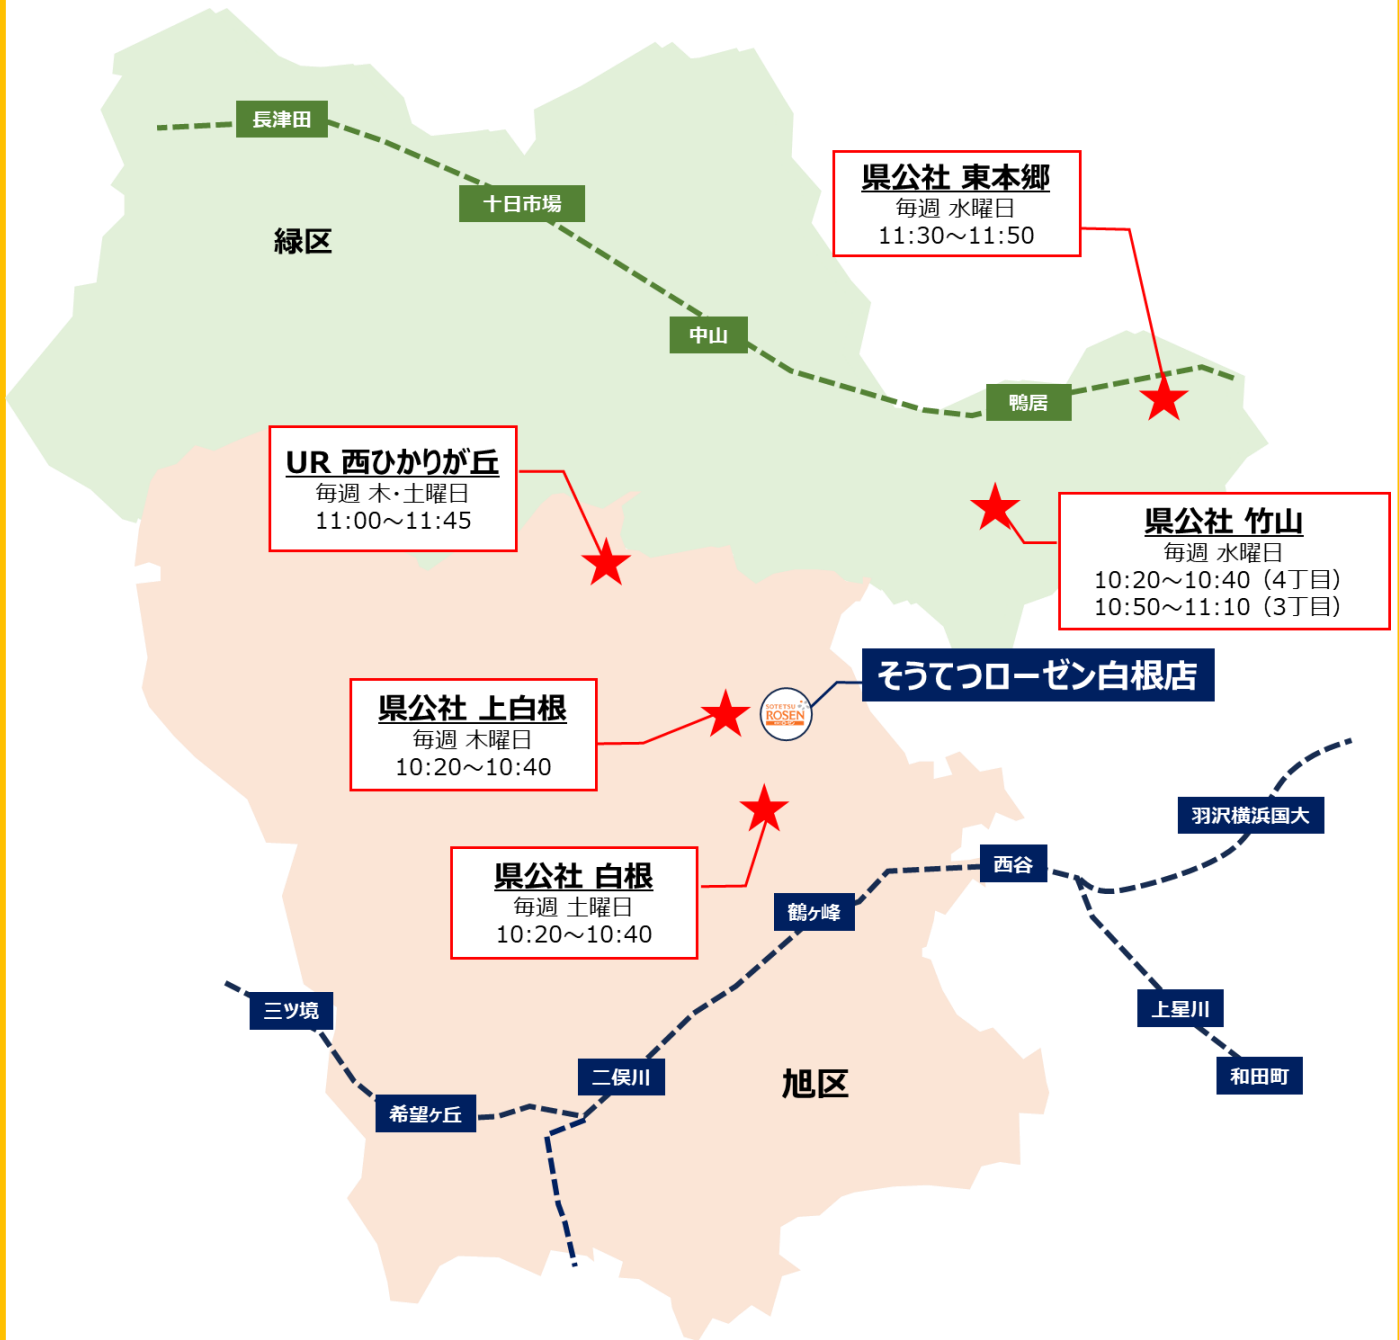 長津田
十日市場
緑区
県公社 東本郷
毎週 水曜日
11:30～11:50
中山
鴨居
UR 西ひかりが丘
毎週 木・土曜日
11:00～11:45
県公社 竹山
毎週 水曜日
10:20～10:40（4丁目）
10:50～11:10（3丁目）
そうてつローゼン白根店
SOTETSU
ROSEN
県公社 上白根
毎週 木曜日
10:20～10:40
羽沢横浜国大
西谷
県公社 白根
毎週 土曜日
10:20～10:40
鶴ヶ峰
三ツ境
上星川
二俣川
旭区
和田町
希望ヶ丘